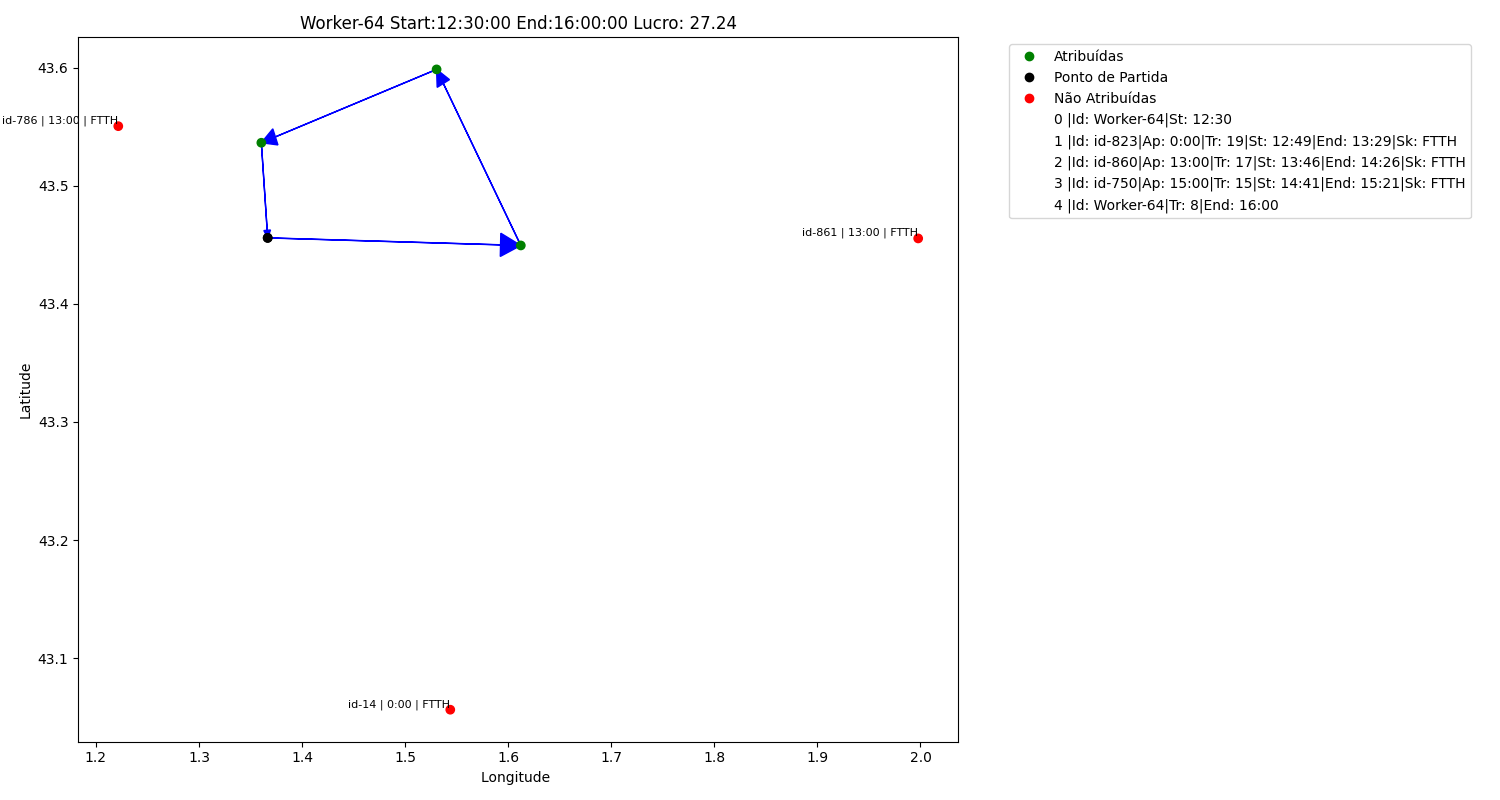 Worker-64 Start:12:30:00 End:16:00:00 Lucro: 27.24
43.6
43.5
43.4
43.3
43.2
43.1
Latitude
id-786 | 13:00 | FTTH
id-861 | 13:00 | FTTH
id-14 | 0:00 | FTTH
1.2 1.3 1.4 1.5 1.6 1.7 1.8 1.9 2.0
Longitude
Atribuídas
Ponto de Partida
Não Atribuídas
0 |Id: Worker-64|St: 12:30
1 |Id: id-823|Ap: 0:00|Tr: 19|St: 12:49|End: 13:29|Sk: FTTH
2 |Id: id-860|Ap: 13:00|Tr: 17|St: 13:46|End: 14:26|Sk: FTTH
3 |Id: id-750|Ap: 15:00|Tr: 15|St: 14:41|End: 15:21|Sk: FTTH
4 |Id: Worker-64|Tr: 8|End: 16:00